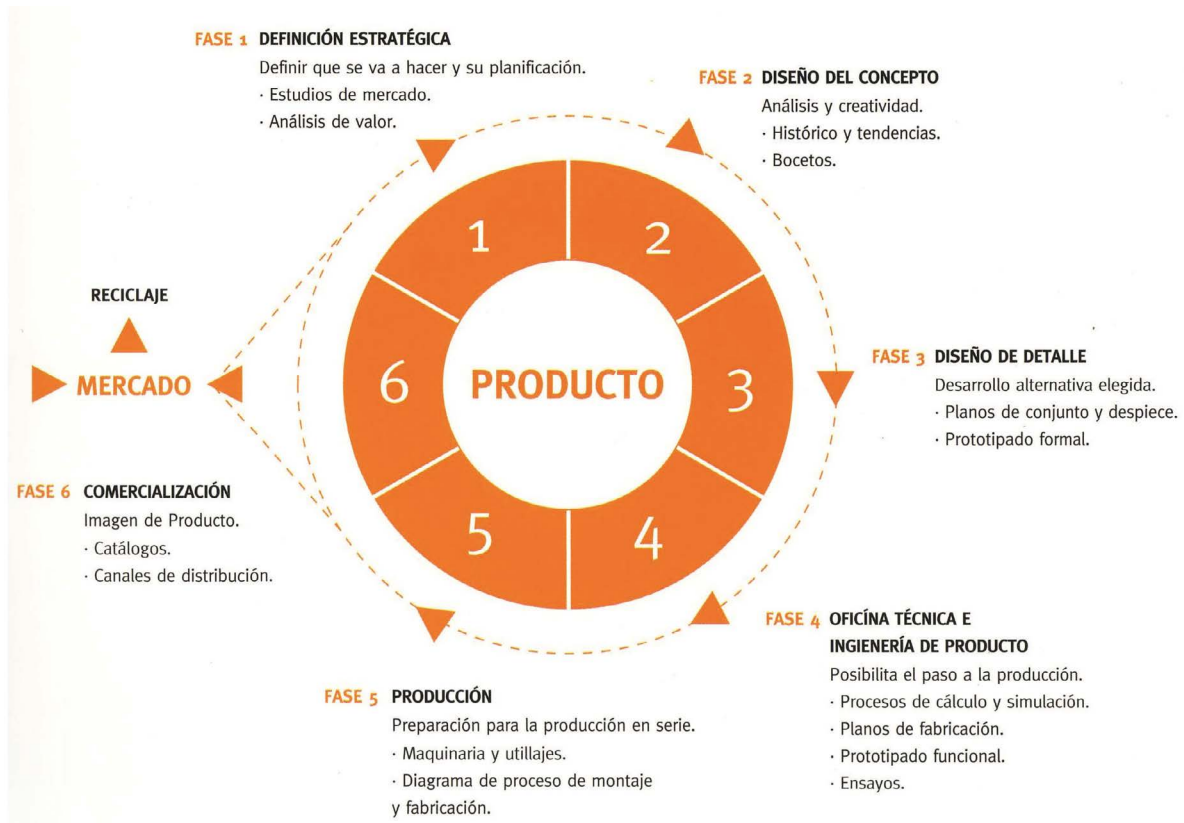 FASE 1 DEFINICIÓN ESTRATÉGICA
Definir que se va a hacer y su planificación.
· Estudios de mercado.
· Análisis de valor.
FASE 2 DISEÑO DEL CONCEPTO
Análisis y creatividad.
· Histórico y tendencias.
· Bocetos.
1
2
3
4
5
6
PRODUCTO
RECICLAJE
MERCADO
FASE 3 DISEÑO DE DETALLE
Desarrollo alternativa elegida.
· Planos de conjunto y despiece.
· Prototipado formal.
FASE 4 OFICÍNA TÉCNICA E
INGIENERÍA DE PRODUCTO
Posibilita el paso a la producción.
· Procesos de cálculo y simulación.
· Planos de fabricación.
· Prototipado funcional.
· Ensayos.
FASE 5 PRODUCCIÓN
Preparación para la producción en serie.
· Maquinaria y utillajes.
· Diagrama de proceso de montaje
y fabricación.
FASE 6 COMERCIALIZACIÓN
Imagen de Producto.
· Catálogos.
· Canales de distribución.